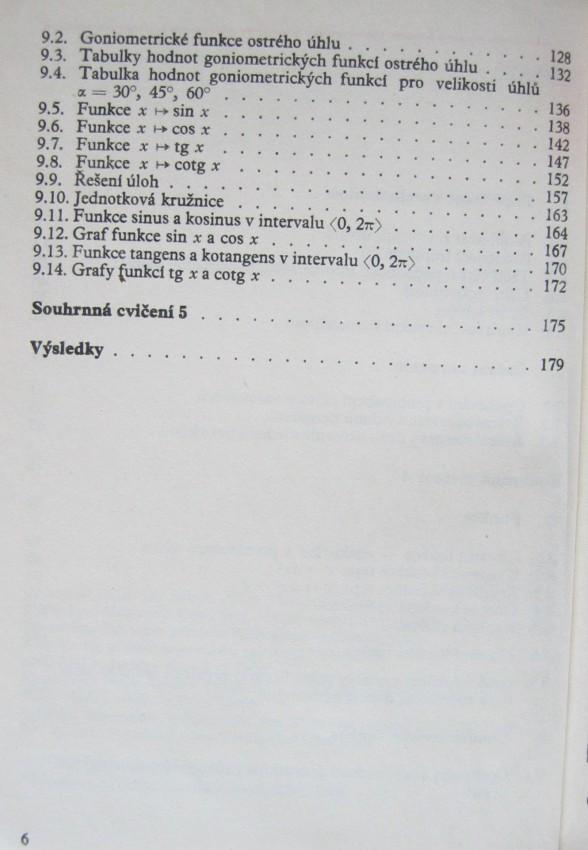 9.2. Goniometrické funkce ostrého úhlu . . . . . . . . . . . 128
9.3. Tabulky hodnot goniometrických funkcí ostrého úhlu . . . . 132
9.4. Tabulka hodnot goniometrických funkcí pro velikosti úhlů
α = 30°, 45°, 60° . . . . . . . . . . . . . . . . . . 136
9.5. Funkce x ↦ sin x . . . . . . . . . . . . . . . . . . 138
9.6. Funkce x ↦ cos x . . . . . . . . . . . . . . . . . . 142
9.7. Funkce x ↦ tg x . . . . . . . . . . . . . . . . . . 147
9.8. Funkce x ↦ cotg x . . . . . . . . . . . . . . . . . . 152
9.9. Řešení úloh . . . . . . . . . . . . . . . . . . . . 157
9.10. Jednotková kružnice . . . . . . . . . . . . . . . . . 163
9.11. Funkce sinus a kosinus v intervalu ⟨0, 2π⟩ . . . . . . . . . 164
9.12. Graf funkce sin x a cos x . . . . . . . . . . . . . . . 167
9.13. Funkce tangens a kotangens v intervalu ⟨0, 2π⟩ . . . . . . . 170
9.14. Grafy funkcí tg x a cotg x . . . . . . . . . . . . . . . 172
Souhrnná cvičení 5 . . . . . . . . . . . . . . . . . . . 175
Výsledky . . . . . . . . . . . . . . . . . . . . . . . 179
6